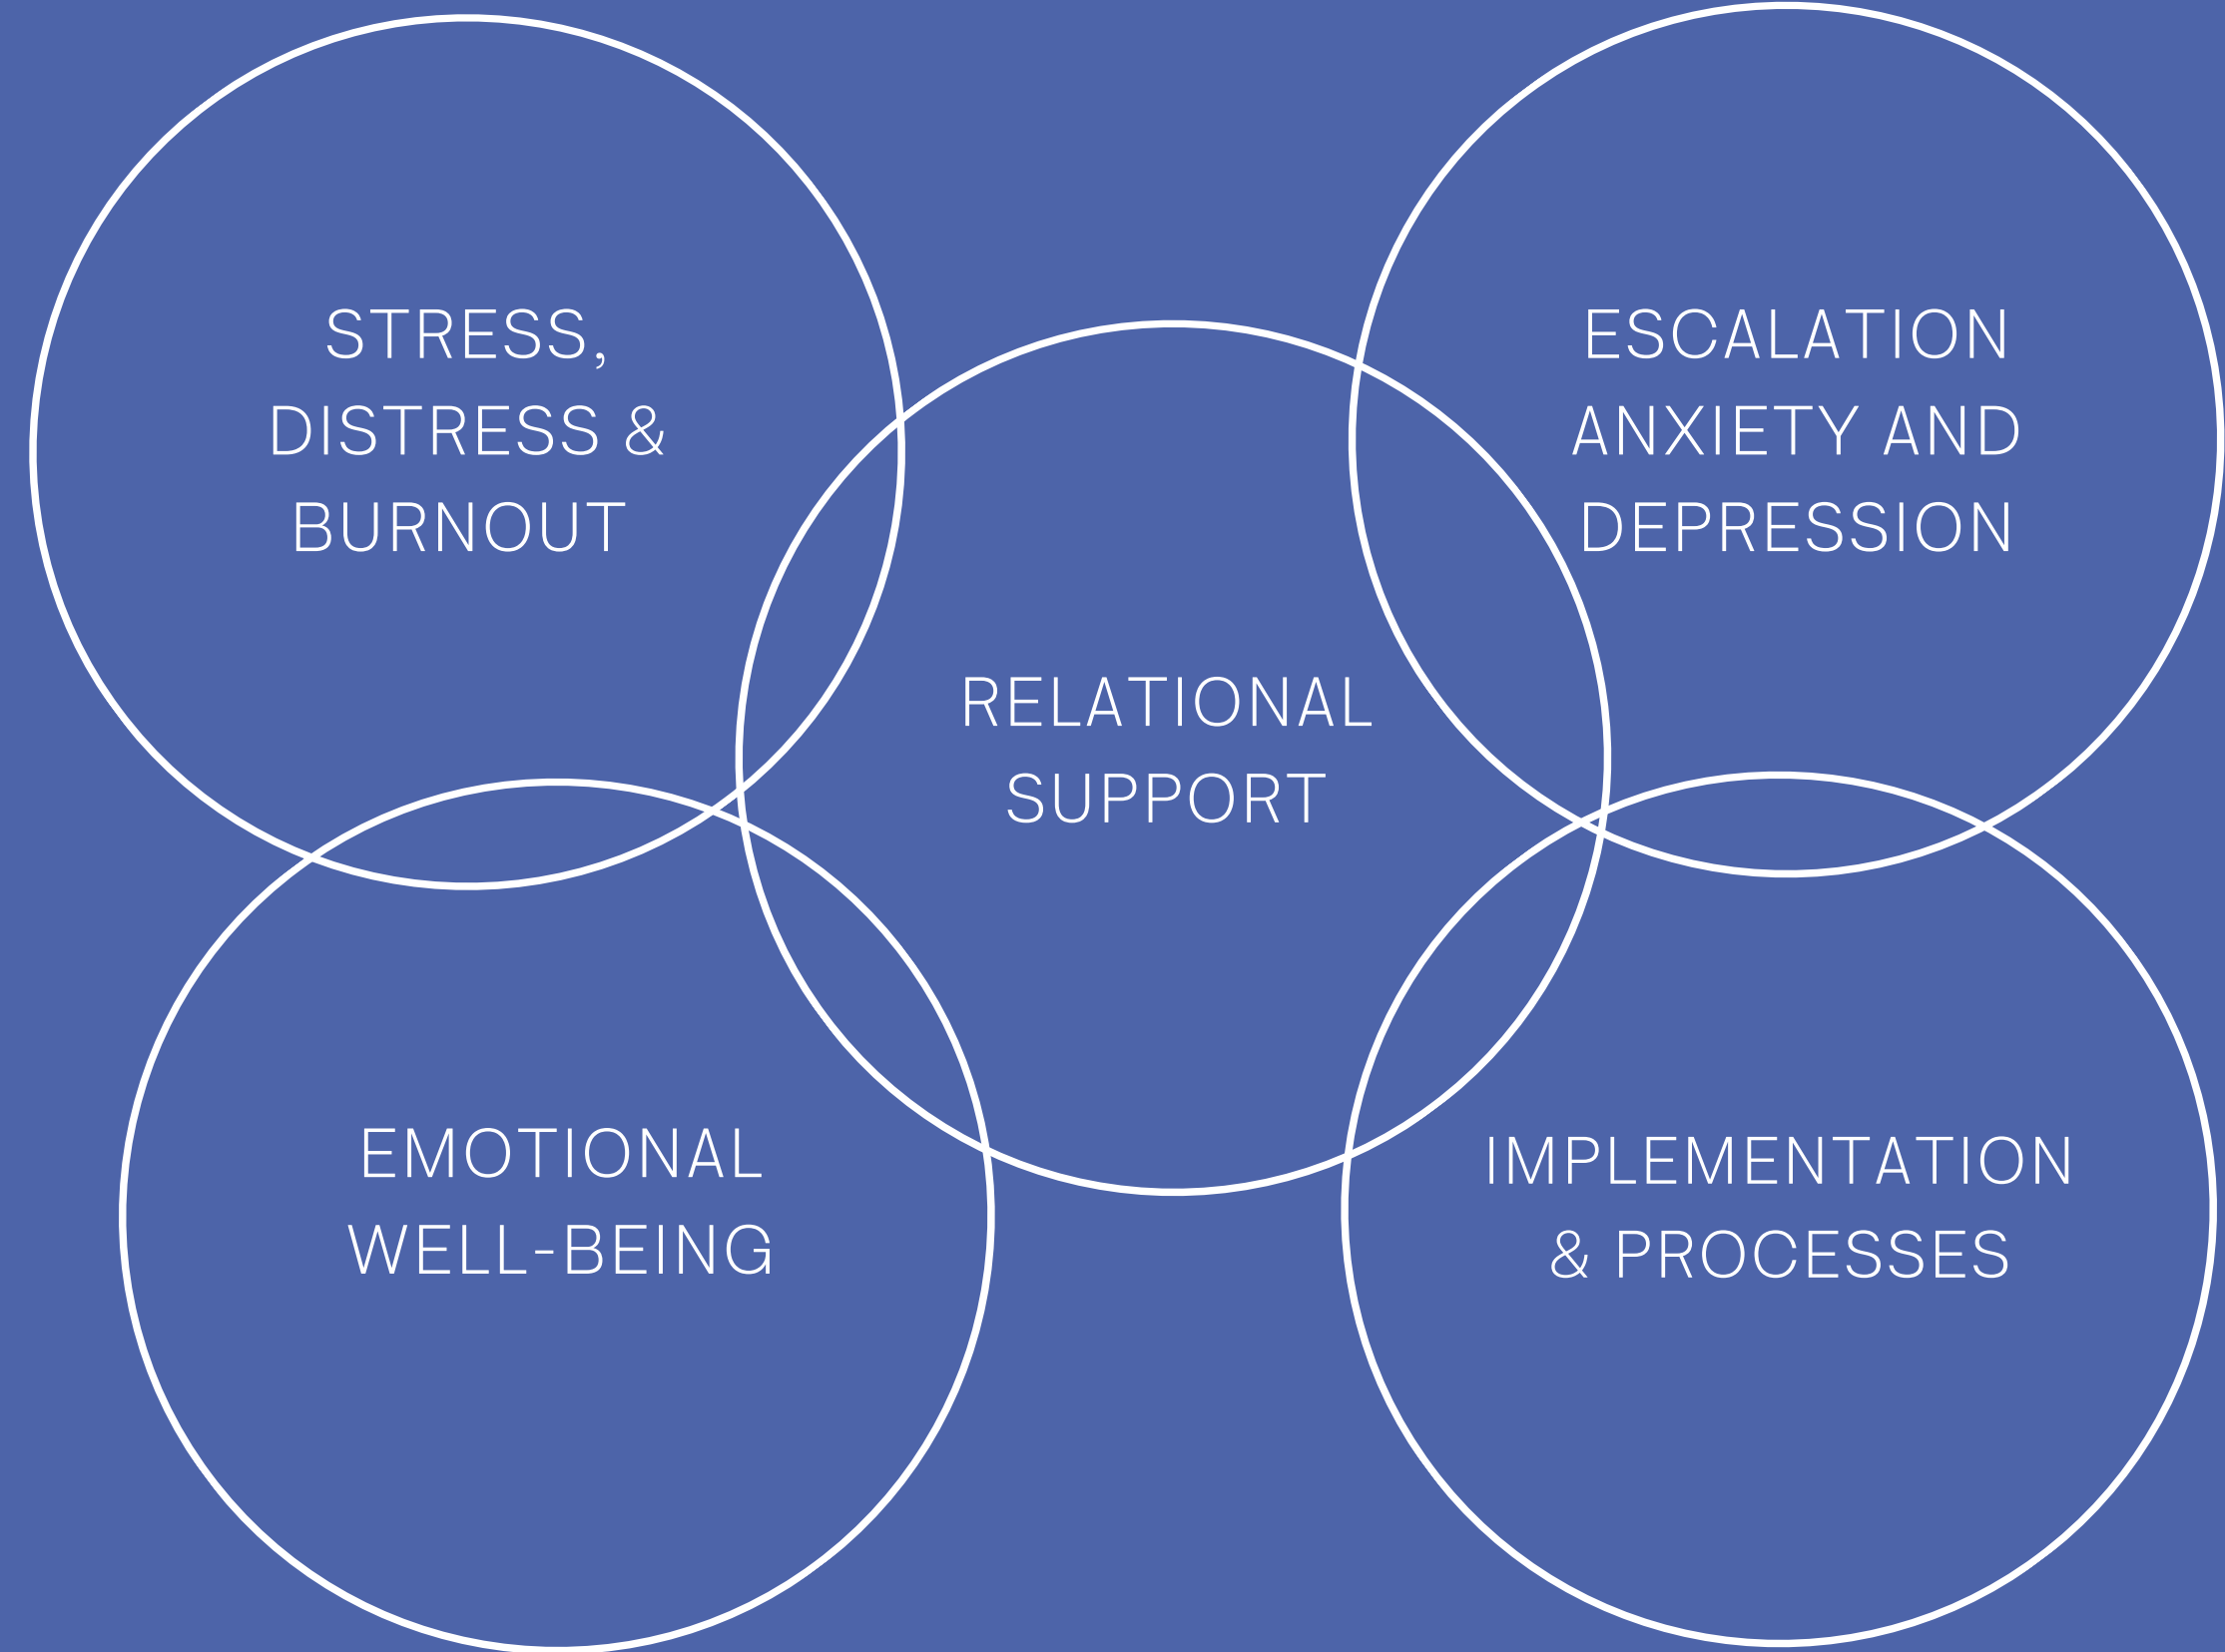 STRESS,
DISTRESS &
BURNOUT
ESCALATION
ANXIETY AND
DEPRESSION
RELATIONAL
SUPPORT
EMOTIONAL
WELL-BEING
IMPLEMENTATION
& PROCESSES